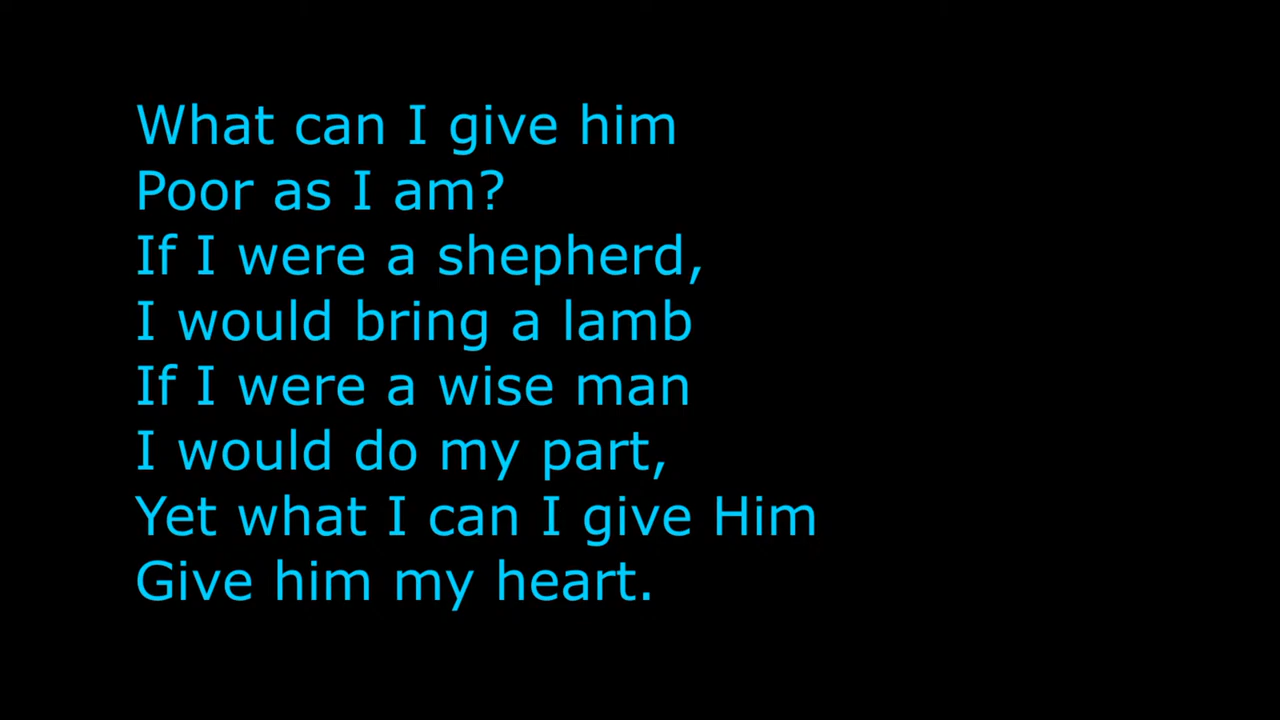 What can I give him
Poor as I am?
If I were a shepherd,
I would bring a lamb
If I were a wise man
I would do my part,
Yet what I can I give Him
Give him my heart.